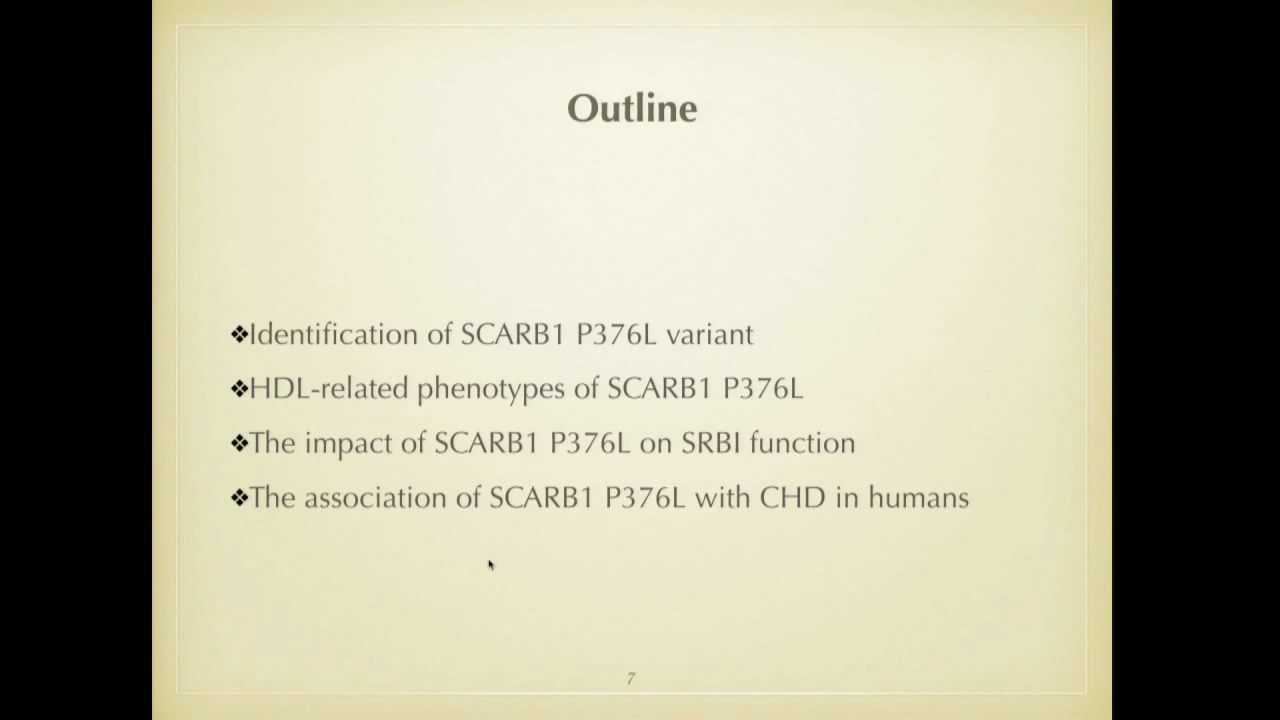 Outline
❖Identification of SCARB1 P376L variant
❖HDL-related phenotypes of SCARB1 P376L
❖The impact of SCARB1 P376L on SRBI function
❖The association of SCARB1 P376L with CHD in humans
7